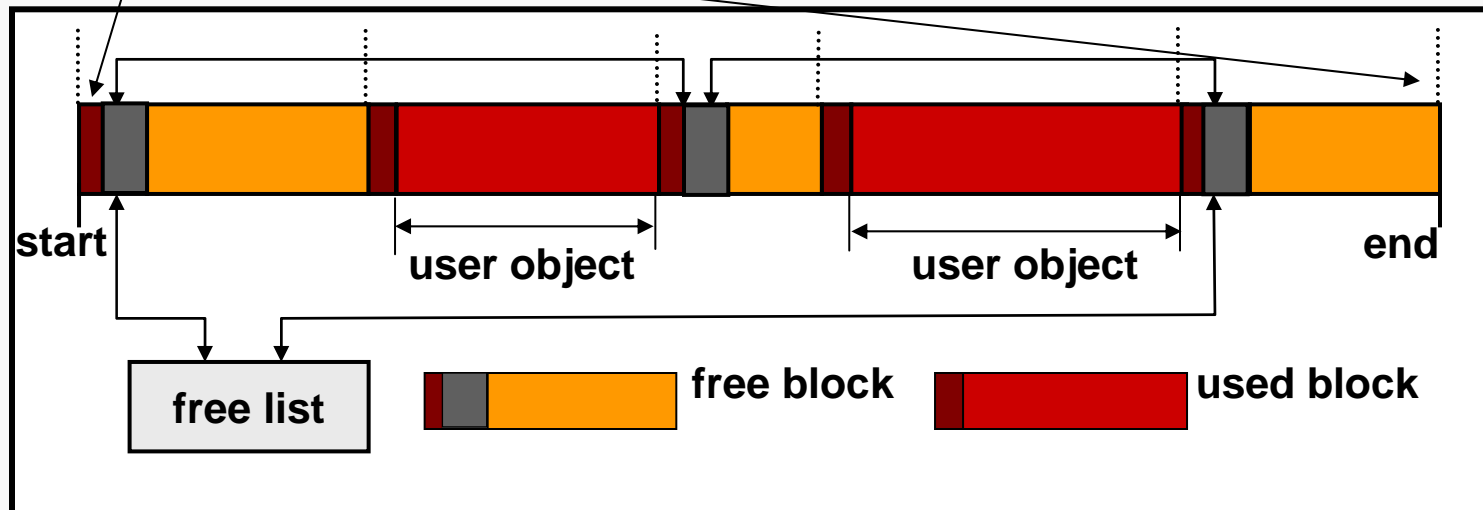 start
user object
user object
end
free list
free block
used block